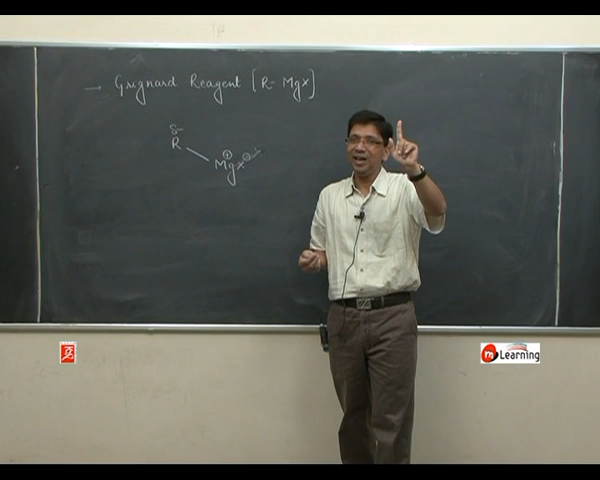 → Grignard Reagent [R- Mgx]
δ-
R
Mgx
m Learning